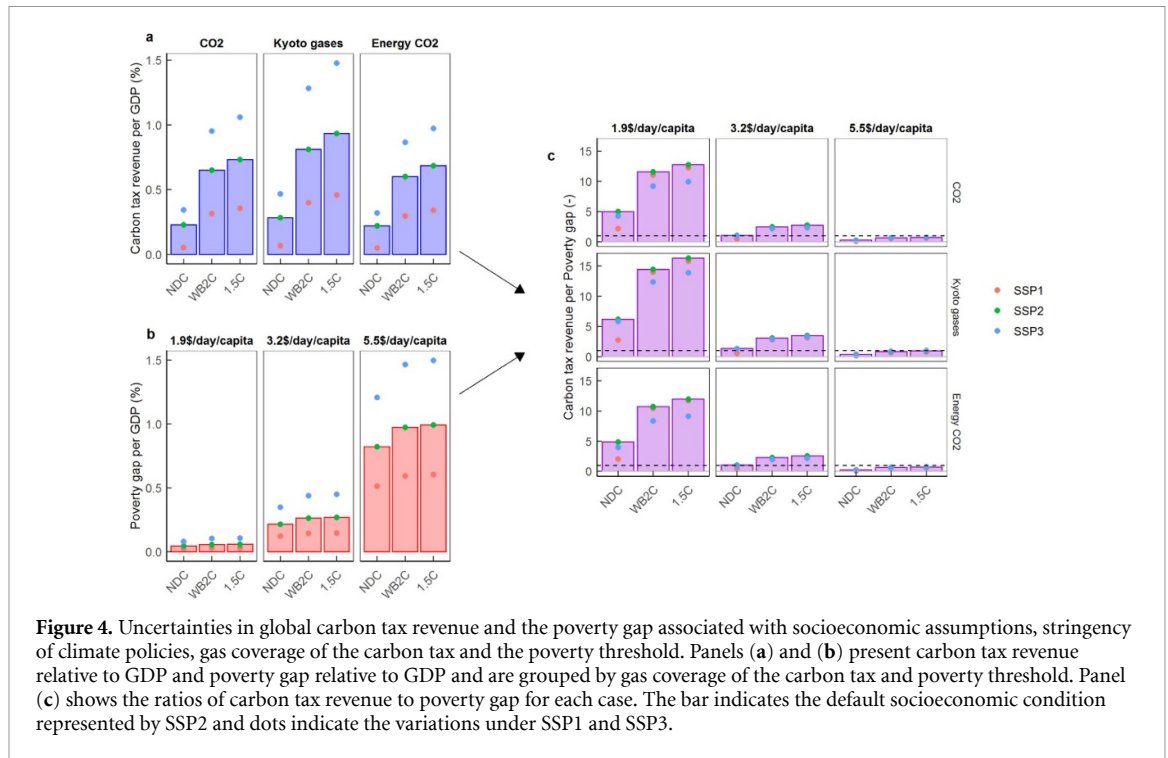 a
CO2 Kyoto gases Energy CO2
Carbon tax revenue per GDP (%)
1.5
1.0
0.5
0.0
NDC WB2C 1.5C NDC WB2C 1.5C NDC WB2C 1.5C
b
1.9$/day/capita 3.2$/day/capita 5.5$/day/capita
Poverty gap per GDP (%)
1.5
1.0
0.5
0.0
NDC WB2C 1.5C NDC WB2C 1.5C NDC WB2C 1.5C
c
1.9$/day/capita 3.2$/day/capita 5.5$/day/capita
Carbon tax revenue per Poverty gap (-)
15
10
5
0
CO2
15
10
5
0
Kyoto gases
15
10
5
0
Energy CO2
NDC WB2C 1.5C NDC WB2C 1.5C NDC WB2C 1.5C
SSP1
SSP2
SSP3
Figure 4. Uncertainties in global carbon tax revenue and the poverty gap associated with socioeconomic assumptions, stringency
of climate policies, gas coverage of the carbon tax and the poverty threshold. Panels (a) and (b) present carbon tax revenue
relative to GDP and poverty gap relative to GDP and are grouped by gas coverage of the carbon tax and poverty threshold. Panel
(c) shows the ratios of carbon tax revenue to poverty gap for each case. The bar indicates the default socioeconomic condition
represented by SSP2 and dots indicate the variations under SSP1 and SSP3.